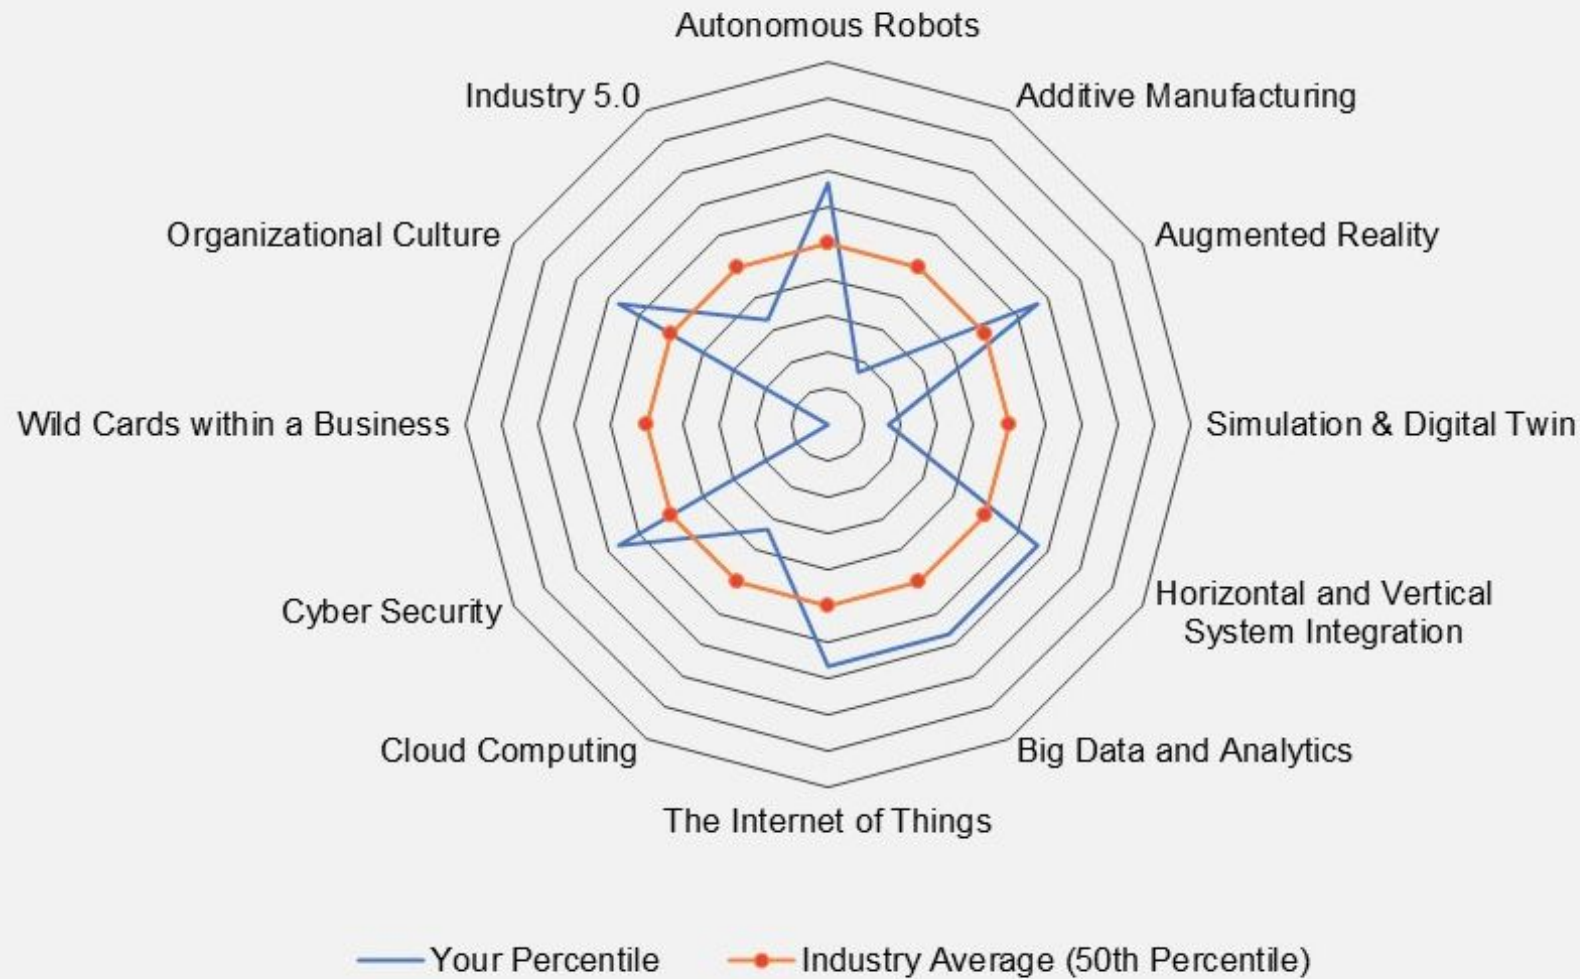 Autonomous Robots
Industry 5.0
Additive Manufacturing
Organizational Culture
Augmented Reality
Wild Cards within a Business
Simulation & Digital Twin
Cyber Security
Horizontal and Vertical
System Integration
Cloud Computing
Big Data and Analytics
The Internet of Things
Your Percentile
Industry Average (50th Percentile)